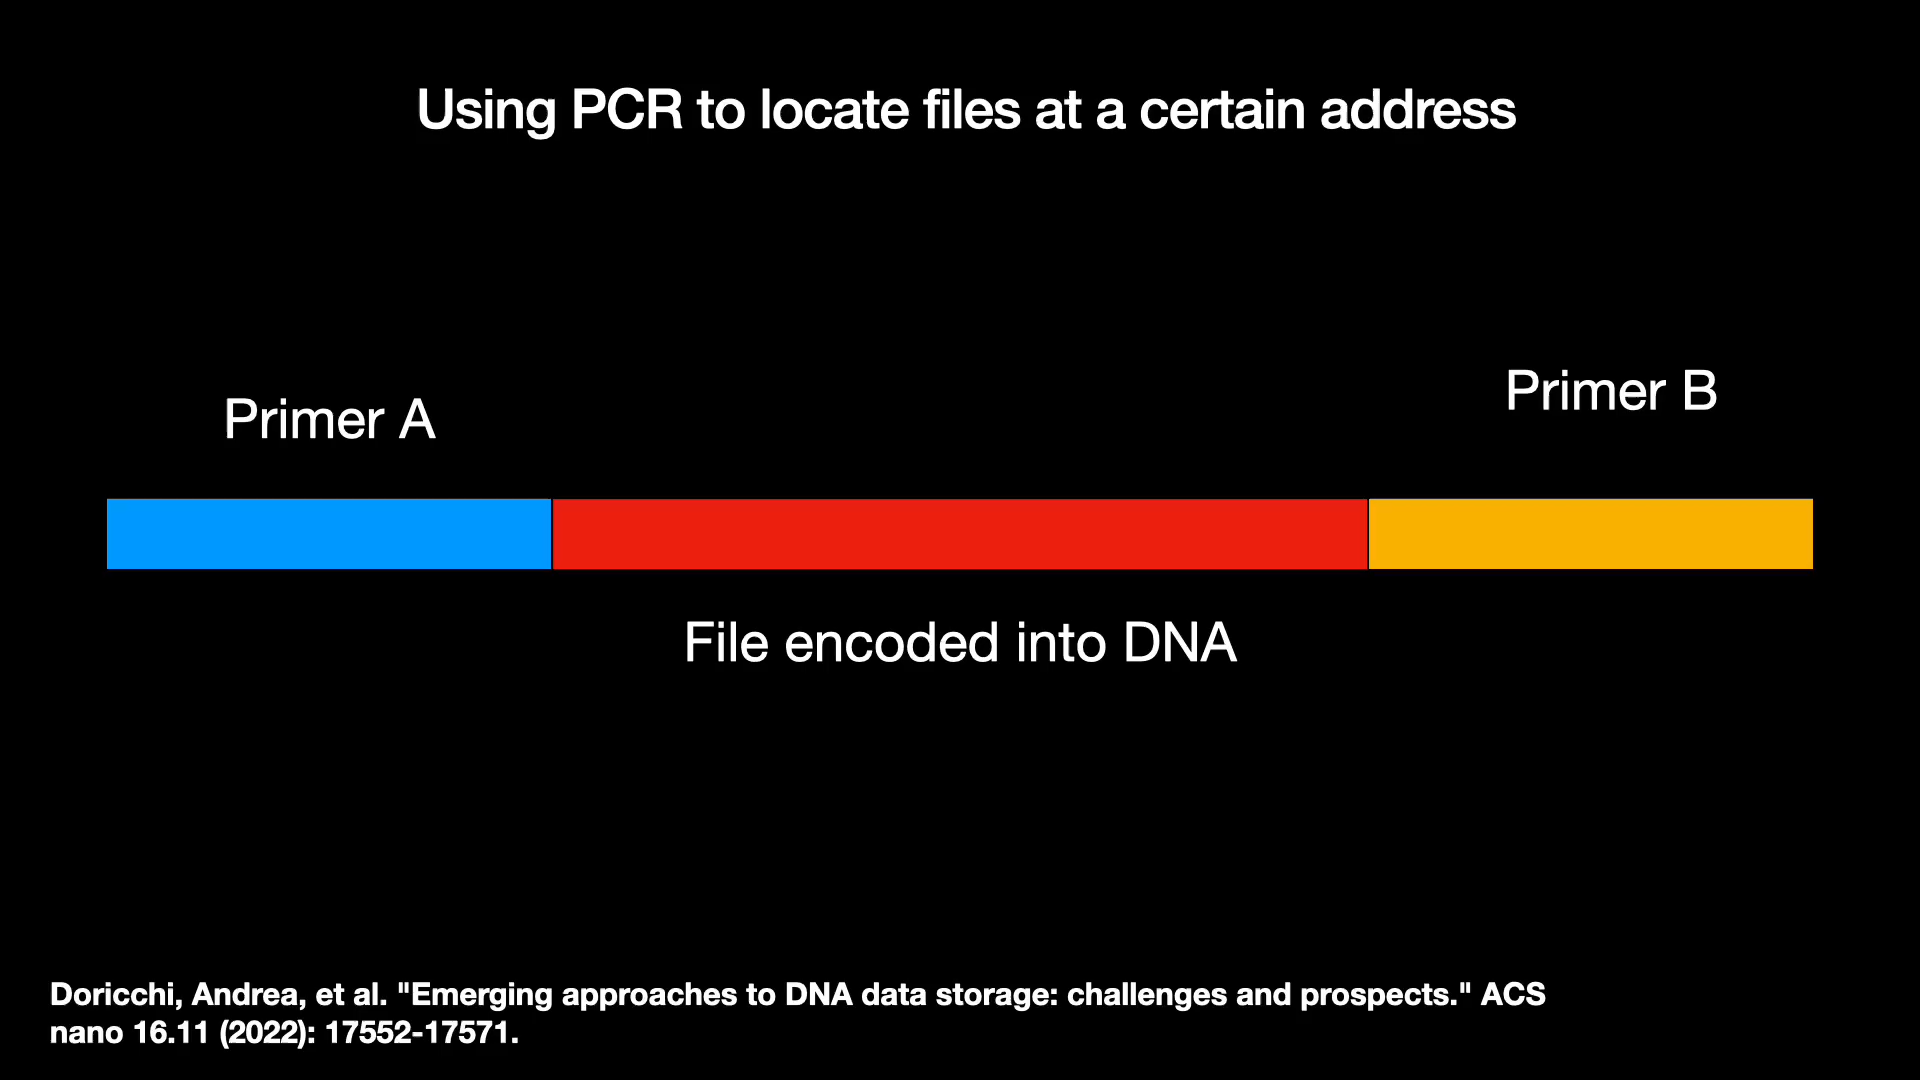 Using PCR to locate files at a certain address
Primer A
Primer B
File encoded into DNA
Doricchi, Andrea, et al. "Emerging approaches to DNA data storage: challenges and prospects." ACS
nano 16.11 (2022): 17552-17571.